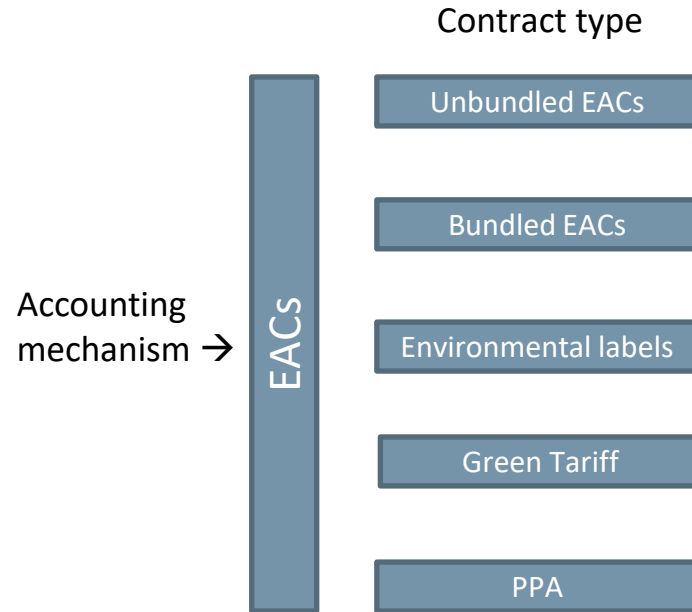 Contract type
Unbundled EACs
Bundled EACs
Accounting
mechanism →
EACs
Environmental labels
Green Tariff
PPA